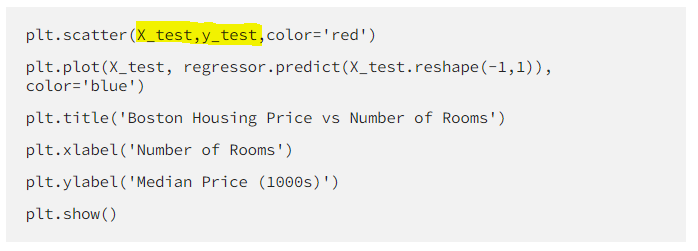 plt.scatter(X_test,y_test,color='red')
plt.plot(X_test, regressor.predict(X_test.reshape(-1,1)),
color='blue')
plt.title('Boston Housing Price vs Number of Rooms')
plt.xlabel('Number of Rooms')
plt.ylabel('Median Price (1000s)')
plt.show()